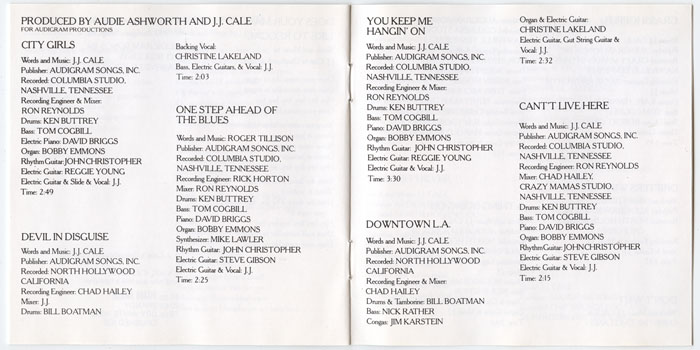 PRODUCED BY AUDIE ASHWORTH AND J.J. CALE
FOR AUDIGRAM PRODUCTIONS
CITY GIRLS
Words and Music: J.J. CALE
Publisher: AUDIGRAM SONGS, INC.
Recorded: COLUMBIA STUDIO,
NASHVILLE, TENNESSEE
Recording Engineer & Mixer:
RON REYNOLDS
Drums: KEN BUTTREY
Bass: TOM COGBILL
Electric Piano: DAVID BRIGGS
Organ: BOBBY EMMONS
Rhythm Guitar: JOHN CHRISTOPHER
Electric Guitar: REGGIE YOUNG
Electric Guitar & Slide & Vocal: J.J.
Time: 2:49
DEVIL IN DISGUISE
Words and Music: J.J. CALE
Publisher: AUDIGRAM SONGS, INC.
Recorded: NORTH HOLLYWOOD
CALIFORNIA
Recording Engineer: CHAD HAILEY
Mixer: J.J.
Drums: BILL BOATMAN
Backing Vocal:
CHRISTINE LAKELAND
Bass, Electric Guitars, & Vocal: J.J.
Time: 2:03
ONE STEP AHEAD OF
THE BLUES
Words and Music: ROGER TILLISON
Publisher: AUDIGRAM SONGS, INC.
Recorded: COLUMBIA STUDIO,
NASHVILLE, TENNESSEE
Recording Engineer: RICK HORTON
Mixer: RON REYNOLDS
Drums: KEN BUTTREY
Bass: TOM COGBILL
Piano: DAVID BRIGGS
Organ: BOBBY EMMONS
Synthesizer: MIKE LAWLER
Rhythm Guitar: JOHN CHRISTOPHER
Electric Guitar: STEVE GIBSON
Electric Guitar & Vocal: J.J.
Time: 2:25
YOU KEEP ME
HANGIN' ON
Words and Music: J.J. CALE
Publisher: AUDIGRAM SONGS, INC.
Recorded: COLUMBIA STUDIO,
NASHVILLE, TENNESSEE
Recording Engineer & Mixer:
RON REYNOLDS
Drums: KEN BUTTREY
Bass: TOM COGBILL
Piano: DAVID BRIGGS
Organ: BOBBY EMMONS
Rhythm Guitar: JOHN CHRISTOPHER
Electric Guitar: REGGIE YOUNG
Electric Guitar & Vocal: J.J.
Time: 3:30
DOWNTOWN L.A.
Words and Music: J.J. CALE
Publisher: AUDIGRAM SONGS, INC.
Recorded: NORTH HOLLYWOOD
CALIFORNIA
Recording Engineer & Mixer:
CHAD HAILEY
Drums & Tamborine: BILL BOATMAN
Bass: NICK RATHER
Congas: JIM KARSTEIN
Organ & Electric Guitar:
CHRISTINE LAKELAND
Electric Guitar, Gut String Guitar &
Vocal: J.J.
Time: 2:32
CAN'T LIVE HERE
Words and Music: J.J. CALE
Publisher: AUDIGRAM SONGS, INC.
Recorded: COLUMBIA STUDIO,
NASHVILLE, TENNESSEE
Recording Engineer: RON REYNOLDS
Mixer: CHAD HAILEY,
CRAZY MAMAS STUDIO,
NASHVILLE, TENNESSEE
Drums: KEN BUTTREY
Bass: TOM COGBILL
Piano: DAVID BRIGGS
Organ: BOBBY EMMONS
Rhythm Guitar: JOHN CHRISTOPHER
Electric Guitar: STEVE GIBSON
Electric Guitar & Vocal: J.J.
Time: 2:15